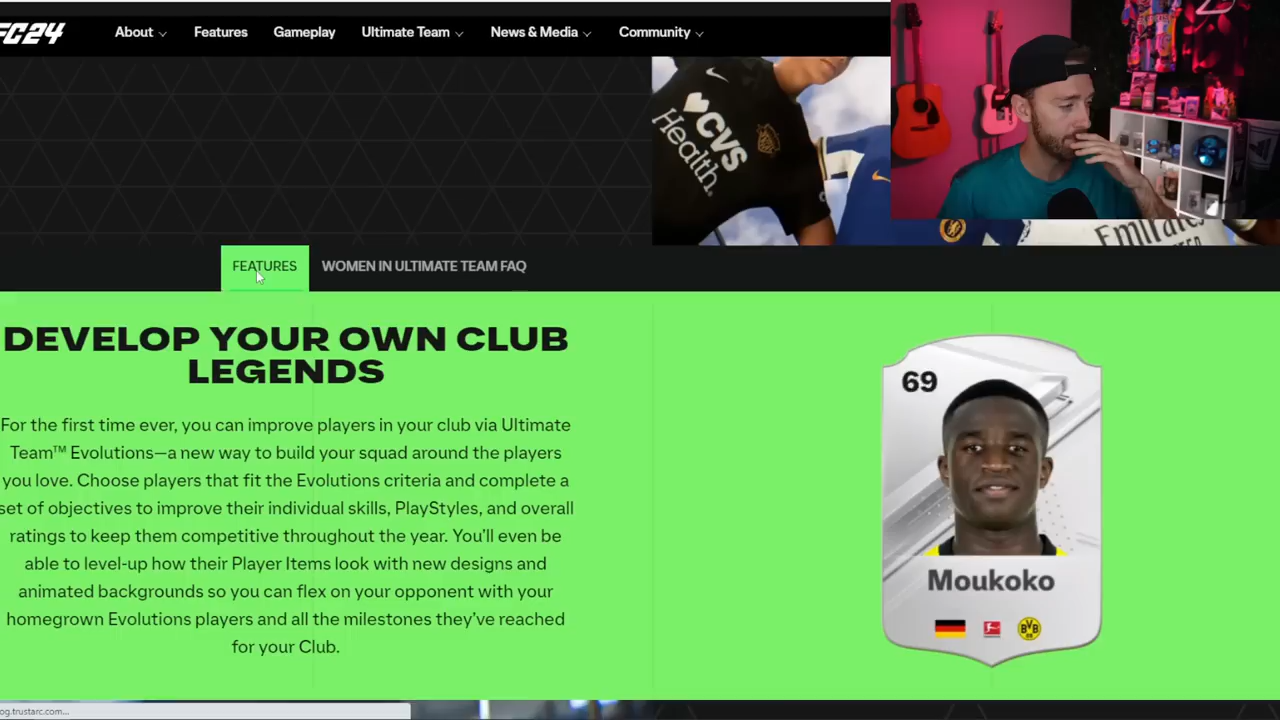 FC24
About
Features
Gameplay
Ultimate Team
News & Media
Community
CVS
Health.
Emirates
FEATURES
WOMEN IN ULTIMATE TEAM FAQ
DEVELOP YOUR OWN CLUB
LEGENDS
For the first time ever, you can improve players in your club via Ultimate
Team™ Evolutions—a new way to build your squad around the players
you love. Choose players that fit the Evolutions criteria and complete a
set of objectives to improve their individual skills, PlayStyles, and overall
ratings to keep them competitive throughout the year. You’ll even be
able to level-up how their Player Items look with new designs and
animated backgrounds so you can flex on your opponent with your
homegrown Evolutions players and all the milestones they’ve reached
for your Club.
69
Moukoko
BVB
09
og.trustarc.com...